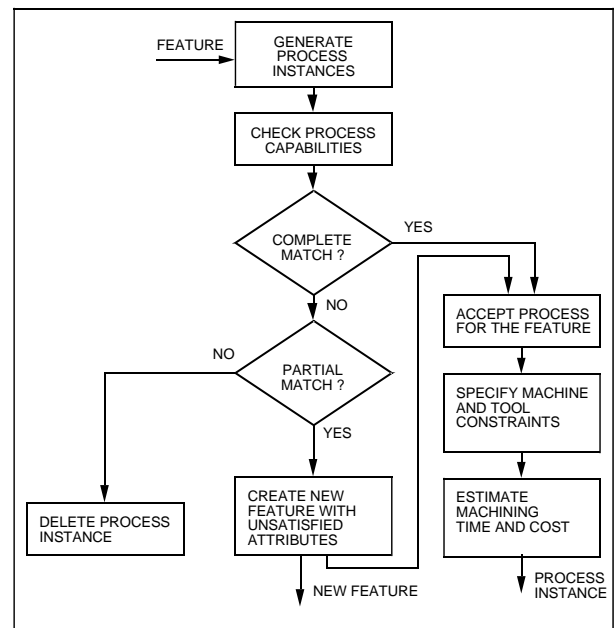 FEATURE
GENERATE
PROCESS
INSTANCES
CHECK PROCESS
CAPABILITIES
COMPLETE
MATCH ?
YES
NO
ACCEPT PROCESS
FOR THE FEATURE
PARTIAL
MATCH ?
NO
YES
SPECIFY MACHINE
AND TOOL
CONSTRAINTS
DELETE PROCESS
INSTANCE
CREATE NEW
FEATURE WITH
UNSATISFIED
ATTRIBUTES
ESTIMATE
MACHINING
TIME AND COST
NEW FEATURE
PROCESS
INSTANCE